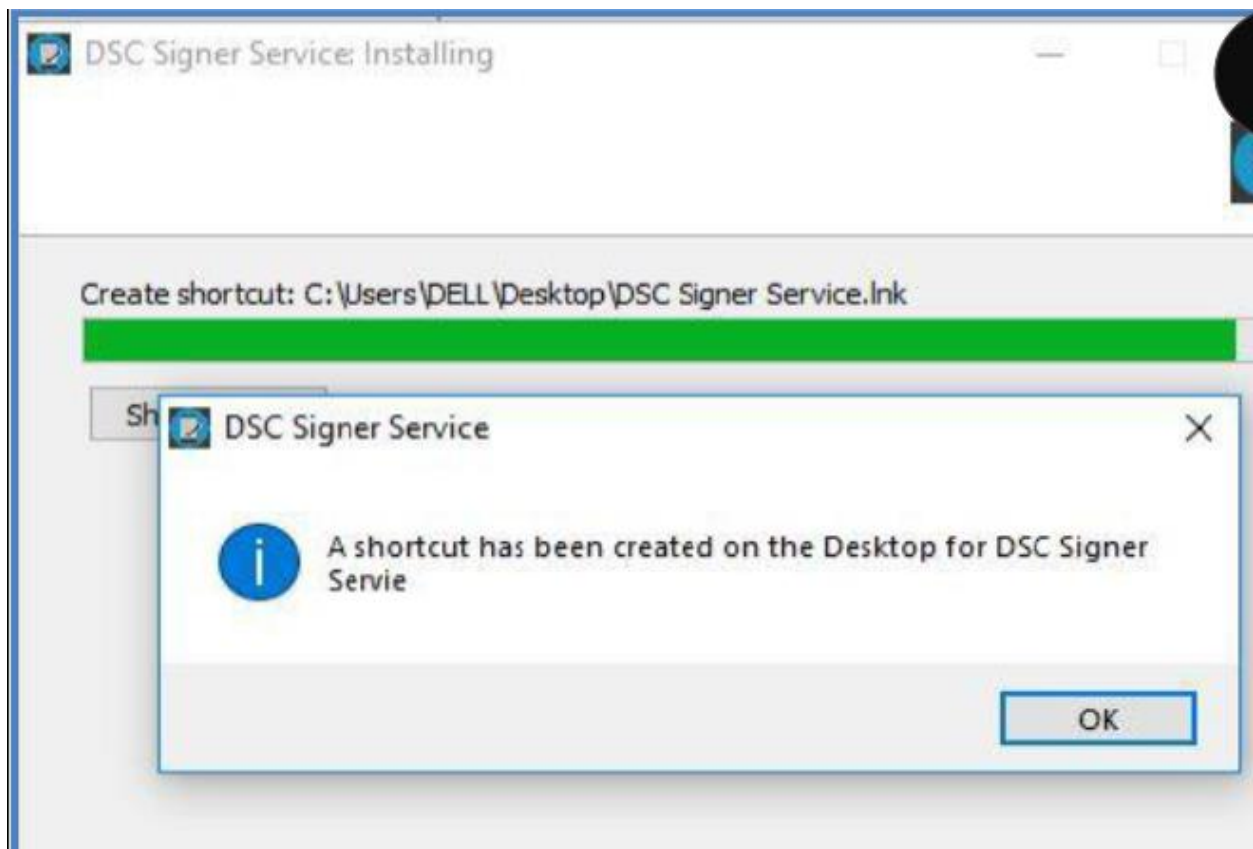 DSC Signer Service: Installing
Create shortcut: C:\Users\DELL\Desktop\DSC Signer Service.lnk
Sh
DSC Signer Service
A shortcut has been created on the Desktop for DSC Signer
Servie
OK